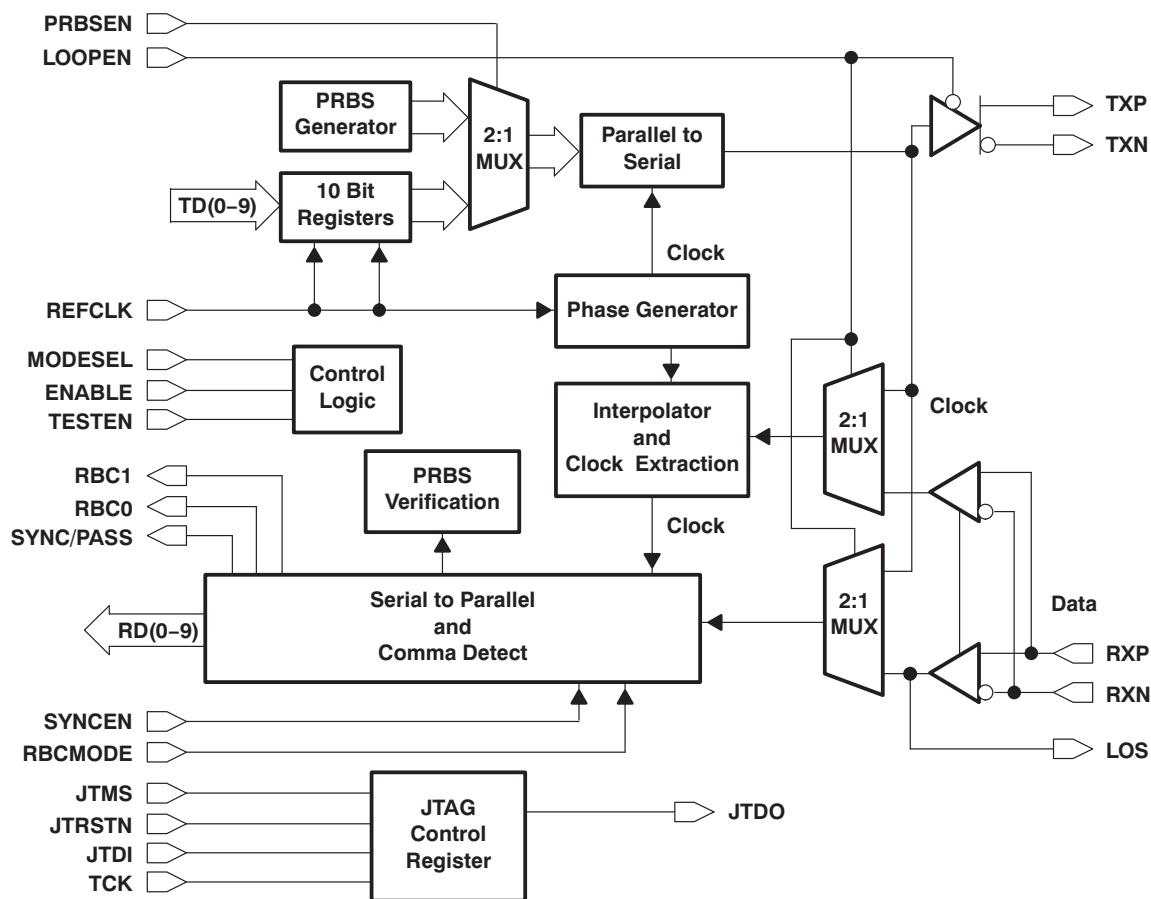 PRBSEN
LOOPEN
PRBS
Generator
2:1
MUX
Parallel to
Serial
TXP
TXN
TD(0–9)
10 Bit
Registers
Clock
REFCLK
Phase Generator
MODESEL
ENABLE
TESTEN
Control
Logic
Interpolator
and
Clock Extraction
2:1
MUX
Clock
RBC1
RBC0
SYNC/PASS
PRBS
Verification
Clock
RD(0–9)
Serial to Parallel
and
Comma Detect
2:1
MUX
Data
RXP
RXN
SYNCEN
RBCMODE
LOS
JTMS
JTRSTN
JTDI
TCK
JTAG
Control
Register
JTDO